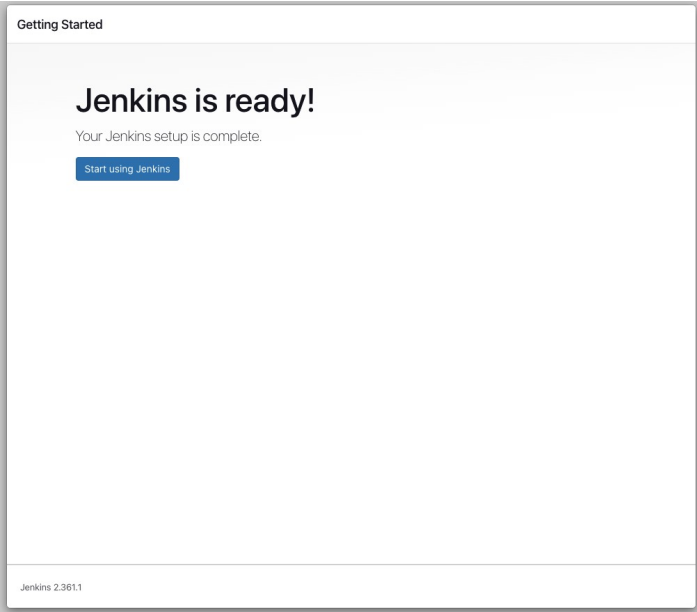 Getting Started
Jenkins is ready!
Your Jenkins setup is complete.
Start using Jenkins
Jenkins 2.361.1